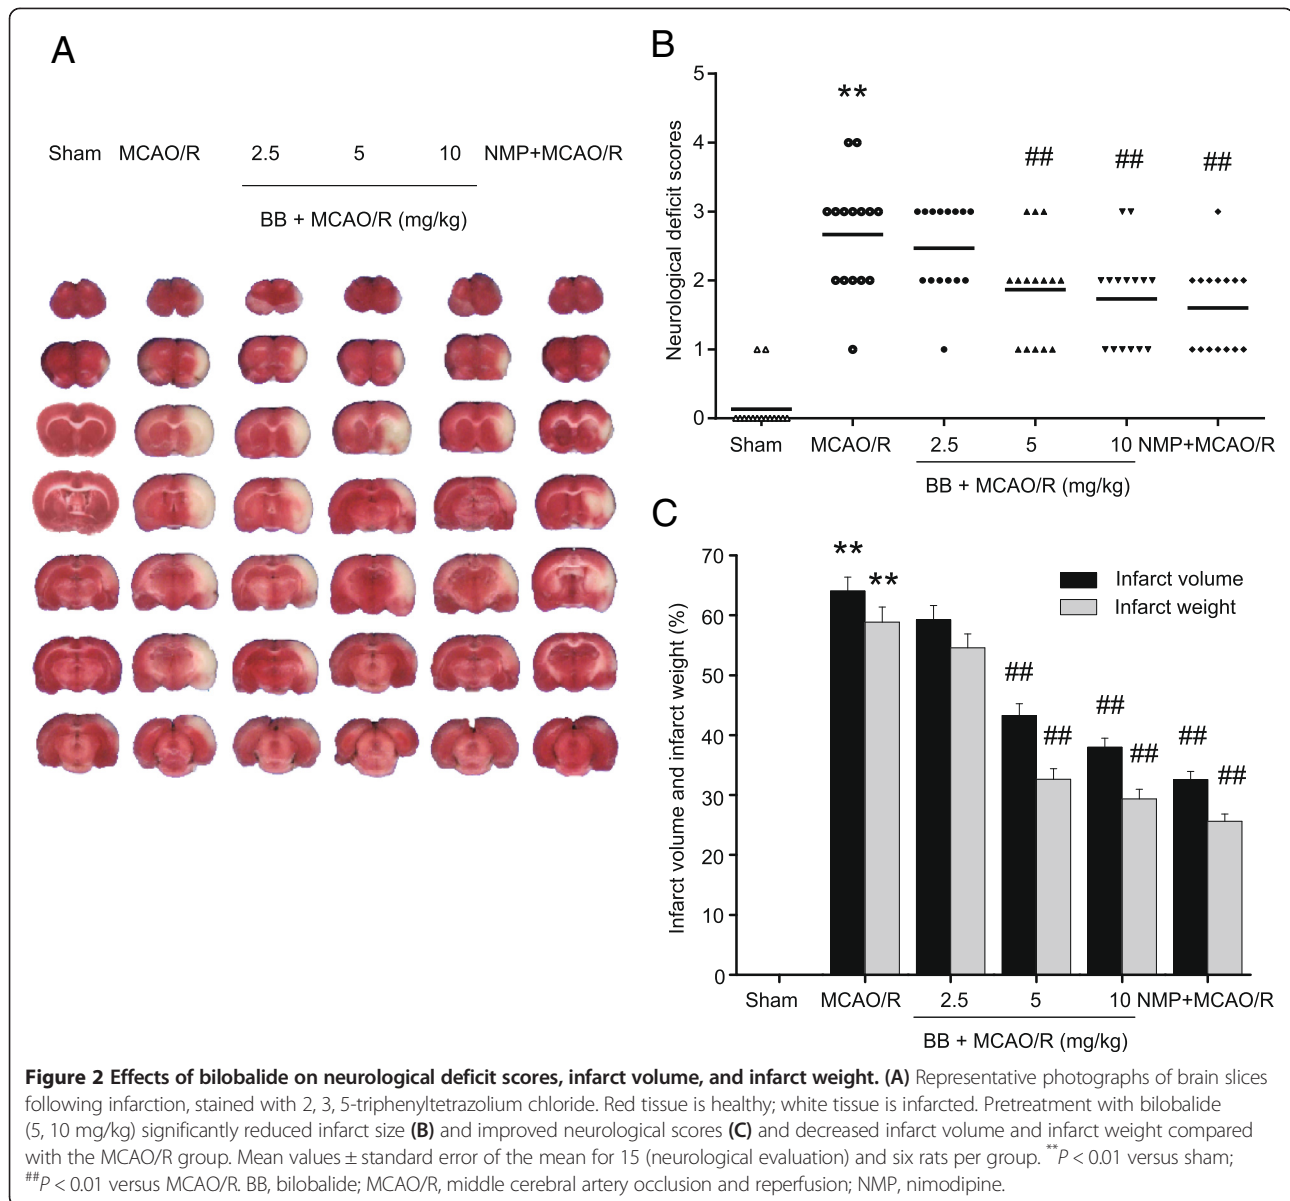 A
Sham MCAO/R 2.5 5 10 NMP+MCAO/R
BB + MCAO/R (mg/kg)
B
Neurological deficit scores
5
4
3
2
1
0
**
##
##
##
Sham MCAO/R 2.5 5 10 NMP+MCAO/R
BB + MCAO/R (mg/kg)
C
Infarct volume and infarct weight (%)
70
60
50
40
30
20
10
0
**
**
##
##
##
##
##
##
Infarct volume
Infarct weight
Sham MCAO/R 2.5 5 10 NMP+MCAO/R
BB + MCAO/R (mg/kg)
Figure 2 Effects of bilobalide on neurological deficit scores, infarct volume, and infarct weight. (A) Representative photographs of brain slices
following infarction, stained with 2, 3, 5-triphenyltetrazolium chloride. Red tissue is healthy; white tissue is infarcted. Pretreatment with bilobalide
(5, 10 mg/kg) significantly reduced infarct size (B) and improved neurological scores (C) and decreased infarct volume and infarct weight compared
with the MCAO/R group. Mean values ± standard error of the mean for 15 (neurological evaluation) and six rats per group. **P < 0.01 versus sham;
##P < 0.01 versus MCAO/R. BB, bilobalide; MCAO/R, middle cerebral artery occlusion and reperfusion; NMP, nimodipine.